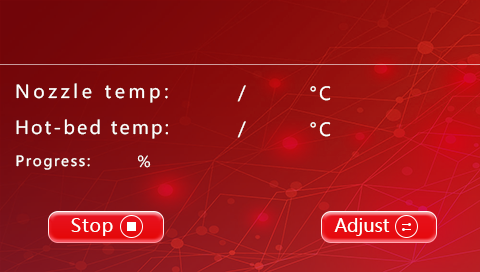 Nozzle temp: / °C
Hot-bed temp: / °C
Progress: %
Stop Adjust